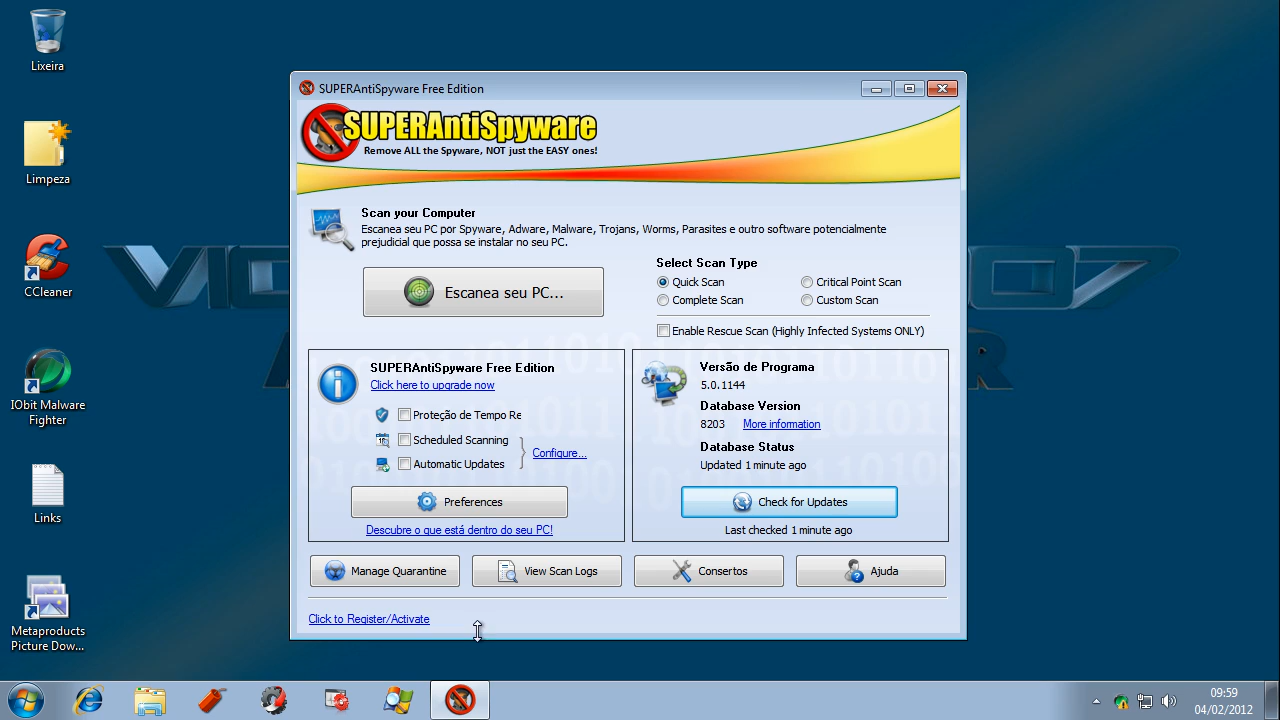 Lixeira
Limpeza
CCleaner
IObit Malware
Fighter
Links
Metaproducts
Picture Dow...
SUPERAntiSpyware Free Edition
SUPERAntiSpyware
Remove ALL the Spyware, NOT just the EASY ones!
Scan your Computer
Escanea seu PC por Spyware, Adware, Malware, Trojans, Worms, Parasites e outro software potencialmente
prejudicial que possa se instalar no seu PC.
Escanea seu PC...
Select Scan Type
Quick Scan
Critical Point Scan
Complete Scan
Custom Scan
Enable Rescue Scan (Highly Infected Systems ONLY)
SUPERAntiSpyware Free Edition
Click here to upgrade now
Proteção de Tempo Re
Scheduled Scanning
Automatic Updates
Configure...
Preferences
Descubre o que está dentro do seu PC!
Versão de Programa
5.0.1144
Database Version
8203 More information
Database Status
Updated 1 minute ago
Check for Updates
Last checked 1 minute ago
Manage Quarantine
View Scan Logs
Consertos
Ajuda
Click to Register/Activate
09:59
04/02/2012